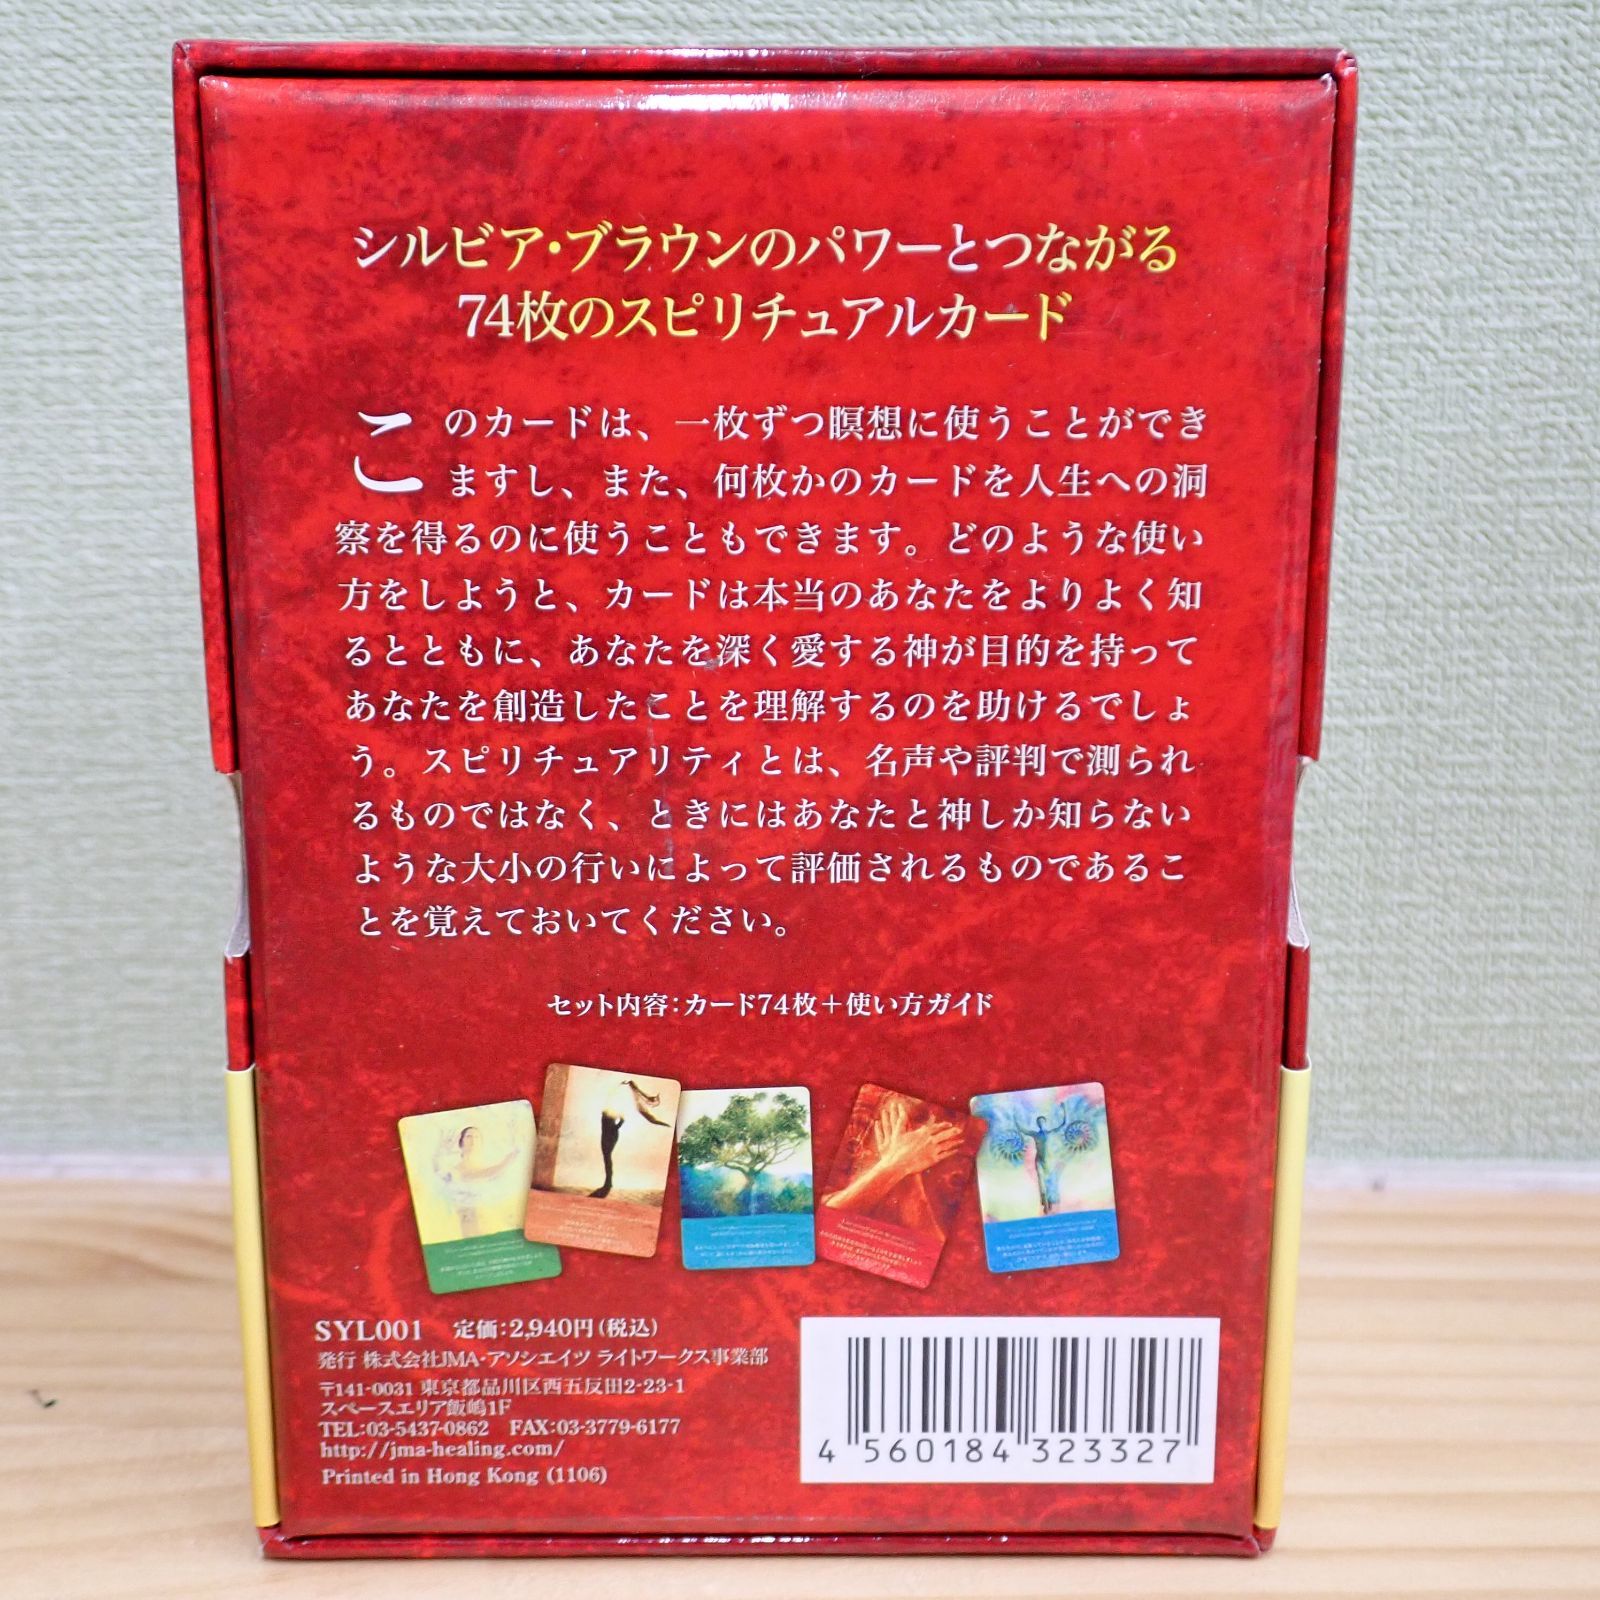 シルビア・ブラウンのパワーとつながる
74枚のスピリチュアルカード
このカードは、一枚ずつ瞑想に使うことができ
ますし、また、何枚かのカードを人生への洞
察を得るのに使うこともできます。どのような使い
方をしようと、カードは本当のあなたをよりよく知
るとともに、あなたを深く愛する神が目的を持って
あなたを創造したことを理解するのを助けるでしょ
う。スピリチュアリティとは、名声や評判で測られ
るものではなく、ときにはあなたと神しか知らない
ような大小の行いによって評価されるものであるこ
とを覚えておいてください。
セット内容：カード74枚＋使い方ガイド
SYL001 定価：2,940円（税込）
発行 株式会社JMA・アソシエイツ ライトワークス事業部
〒141-0031 東京都品川区西五反田2-23-1
スペースエリア飯嶋1F
TEL:03-5437-0862 FAX:03-3779-6177
http://jma-healing.com/
Printed in Hong Kong (1106)
4 560184 323327